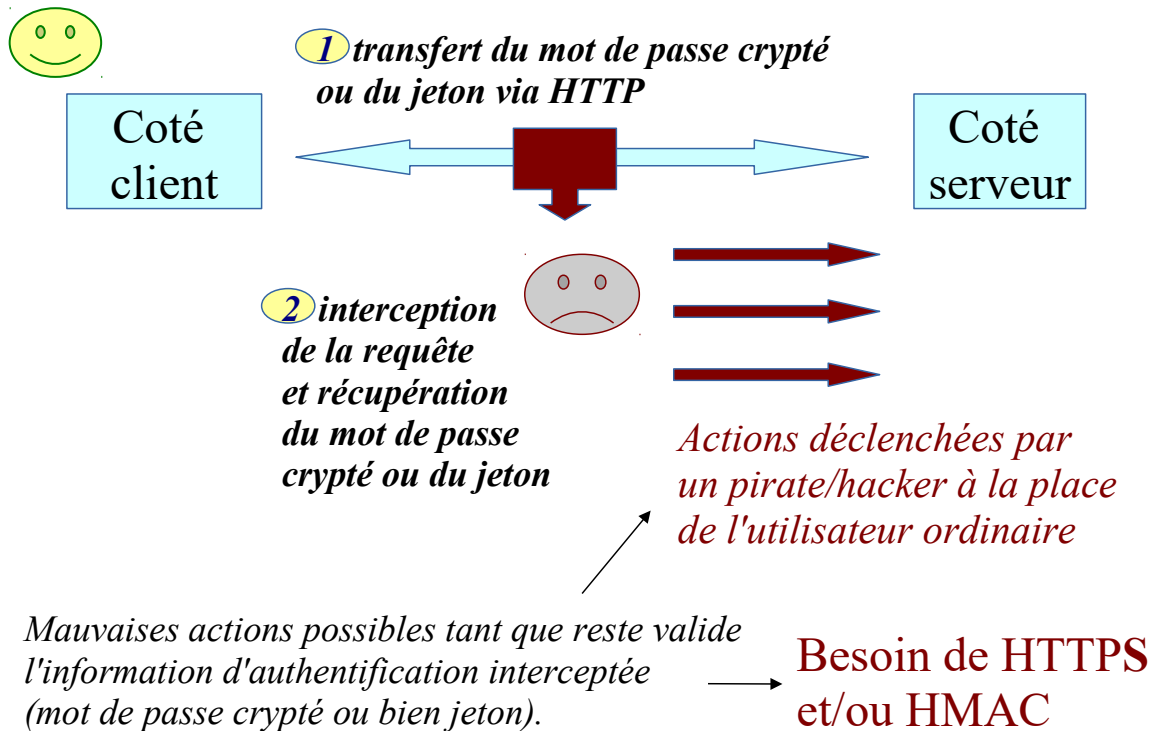 1 transfert du mot de passe crypté
ou du jeton via HTTP
Coté
client
Coté
serveur
2 interception
de la requête
et récupération
du mot de passe
crypté ou du jeton
Actions déclenchées par
un pirate/hacker à la place
de l'utilisateur ordinaire
Mauvaises actions possibles tant que reste valide
l'information d'authentification interceptée
(mot de passe crypté ou bien jeton).
Besoin de HTTPS
et/ou HMAC